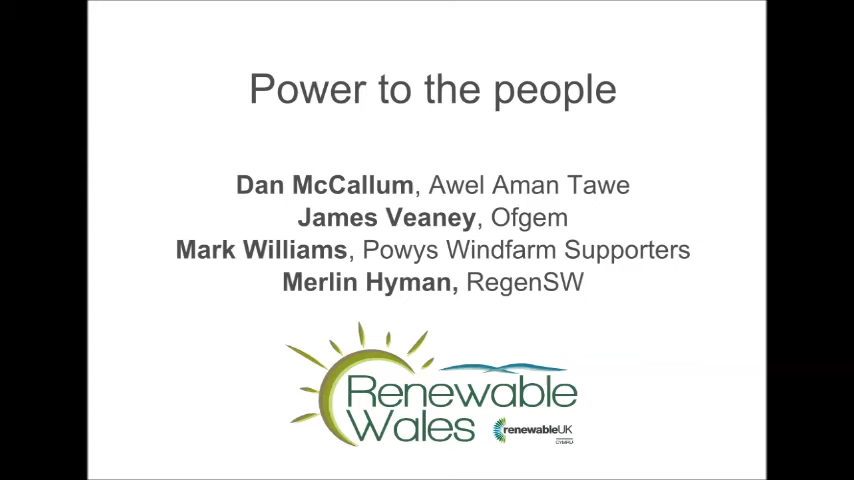 Power to the people
Dan McCallum, Awel Aman Tawe
James Veaney, Ofgem
Mark Williams, Powys Windfarm Supporters
Merlin Hyman, RegenSW
Renewable
Wales
renewableUK
CYMRU